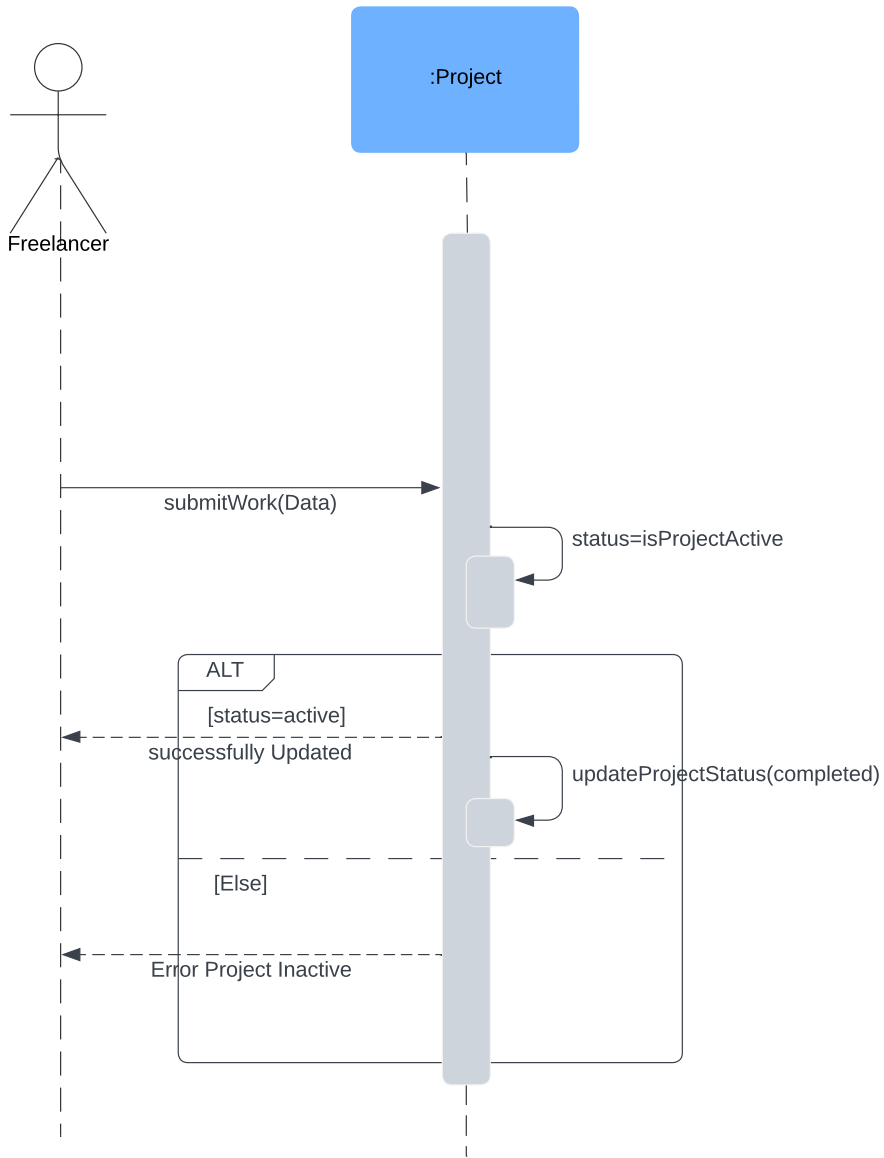 :Project
Freelancer
submitWork(Data)
status=isProjectActive
ALT
[status=active]
successfully Updated
updateProjectStatus(completed)
[Else]
Error Project Inactive